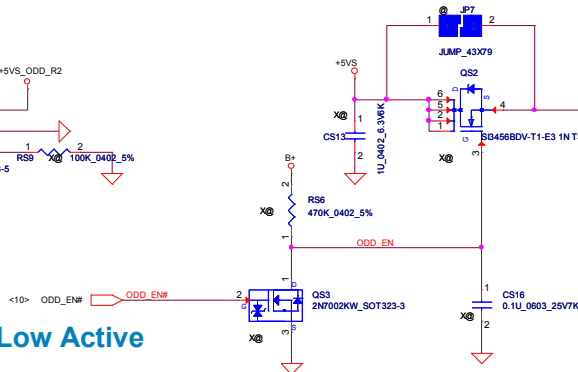 @ JP7
1 2
JUMP_43X79
+5VS_ODD_R2
+5VS
QS2
D
S
6
5
2
1
4
X@
1
CS13
2
1U_0402_6.3V6K
SI3456BDV-T1-E3 1N T
G
3
X@
RS9
1 2
X@
100K_0402_5%
-5
B+
2
RS6
X@
470K_0402_5%
1
ODD_EN
<10> ODD_EN#
ODD_EN#
2
1
D
G
S
QS3
2N7002KW_SOT323-3
3
X@
1
CS16
0.1U_0603_25V7K
X@
2
Low Active